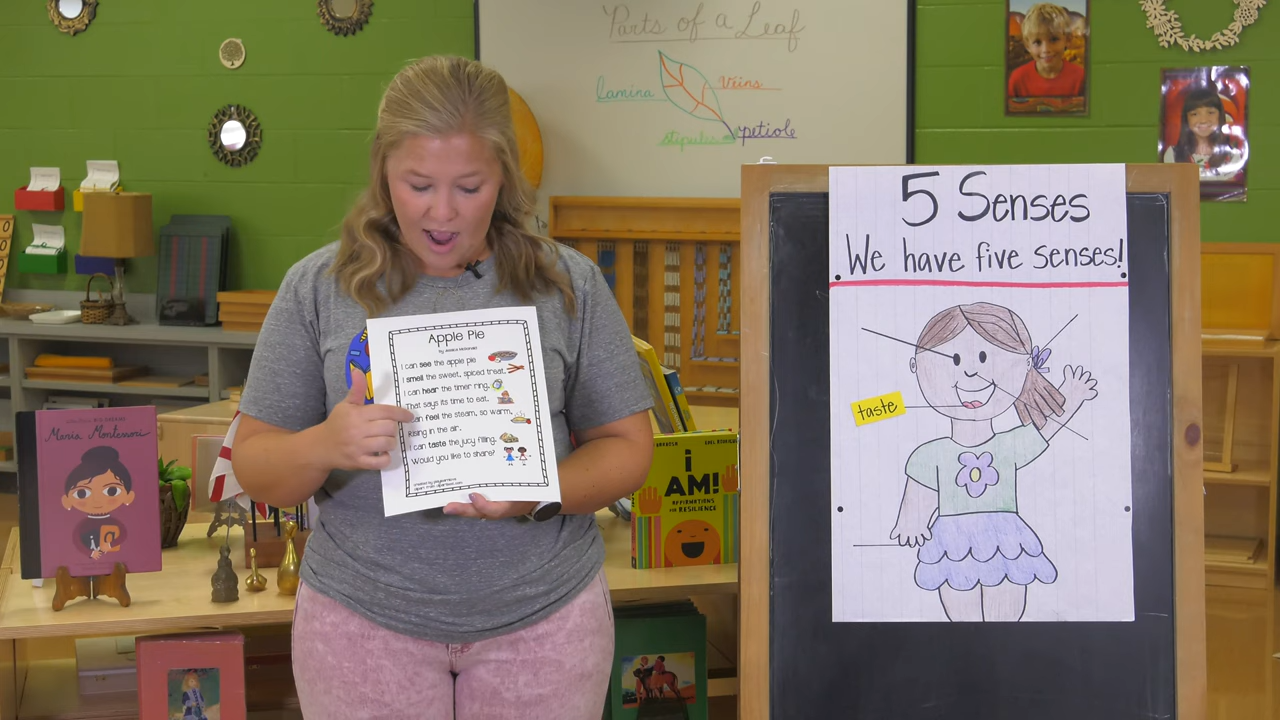 Parts of a Leaf
lamina
veins
stipules
petiole
5 Senses
We have five senses!
taste
Apple Pie
I can see the apple pie
I smell the sweet, spiced treat.
I can hear the timer ring,
That says its time to eat.
I can feel the steam, so warm,
Rising in the air.
I can taste the juicy filling.
Would you like to share?
Maria Montessori
i
AM!
AFFIRMATIONS
FOR RESILIENCE